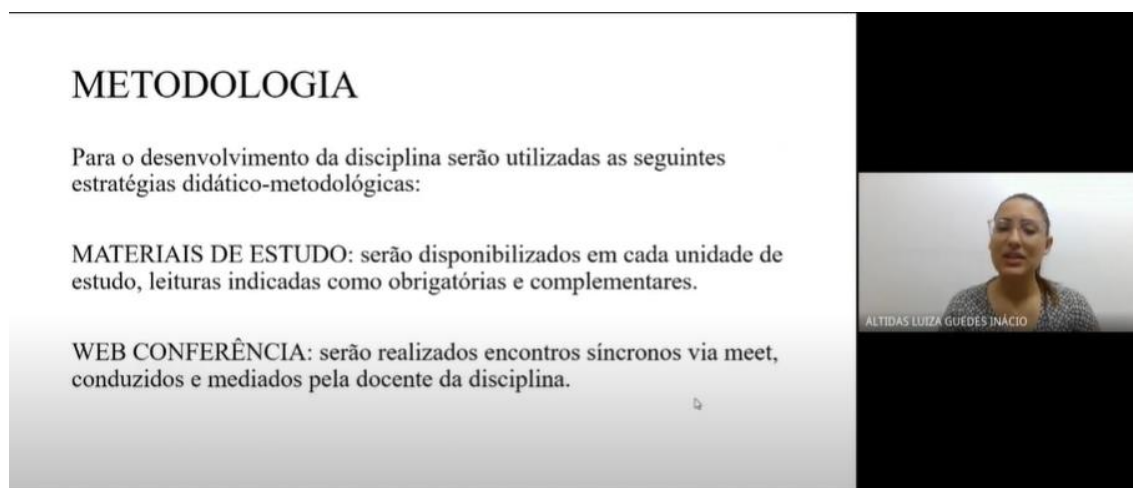 METODOLOGIA
Para o desenvolvimento da disciplina serão utilizadas as seguintes
estratégias didático-metodológicas:
MATERIAIS DE ESTUDO: serão disponibilizados em cada unidade de
estudo, leituras indicadas como obrigatórias e complementares.
WEB CONFERÊNCIA: serão realizados encontros síncronos via meet,
conduzidos e mediados pela docente da disciplina.
ALTIDAS LUIZA GUEDES INÁCIO